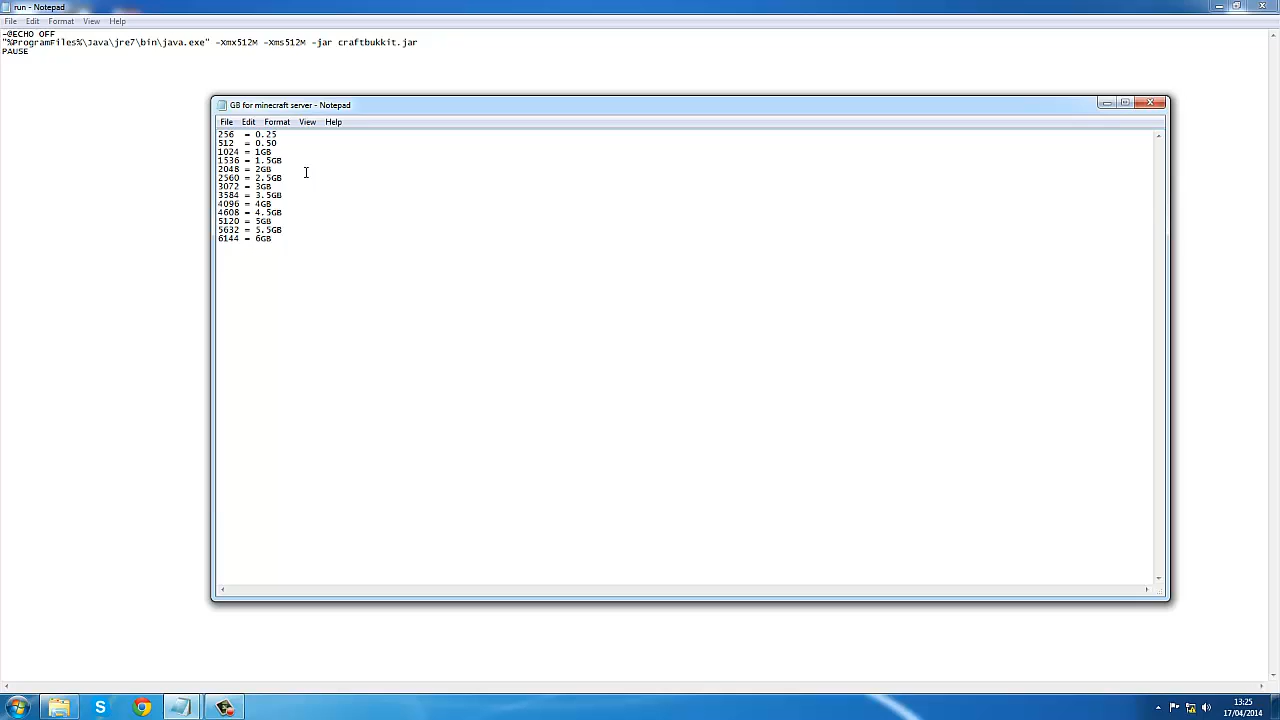 run - Notepad
File Edit Format View Help
-@ECHO OFF
"%ProgramFiles%\Java\jre7\bin\java.exe" -Xmx512M -Xms512M -jar craftbukkit.jar
PAUSE
GB for minecraft server - Notepad
File Edit Format View Help
256 = 0.25
512 = 0.50
1024 = 1GB
1536 = 1.5GB
2048 = 2GB
2560 = 2.5GB
3072 = 3GB
3584 = 3.5GB
4096 = 4GB
4608 = 4.5GB
5120 = 5GB
5632 = 5.5GB
6144 = 6GB
13:25
17/04/2014